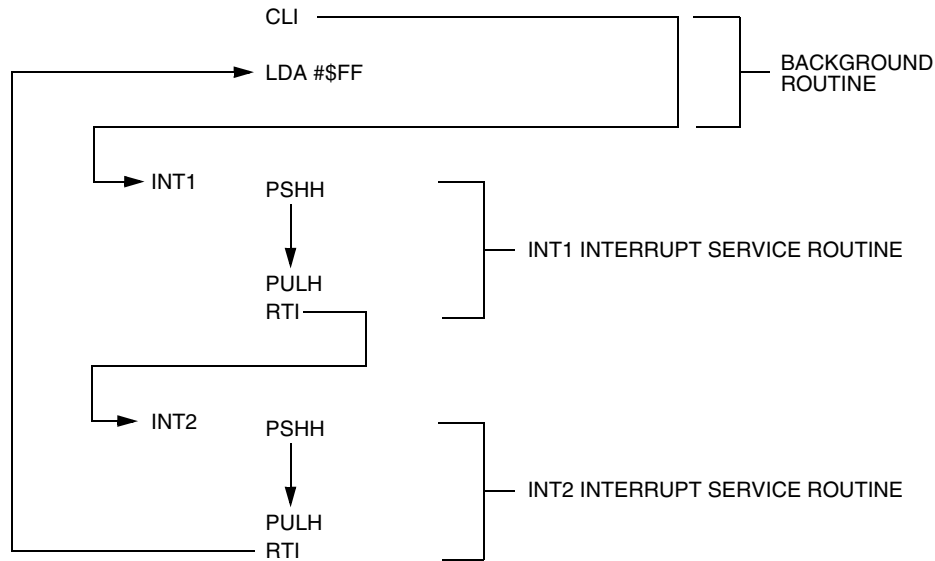 CLI
LDA #$FF
BACKGROUND
ROUTINE
INT1
PSHH
PULH
RTI
INT1 INTERRUPT SERVICE ROUTINE
INT2
PSHH
PULH
RTI
INT2 INTERRUPT SERVICE ROUTINE